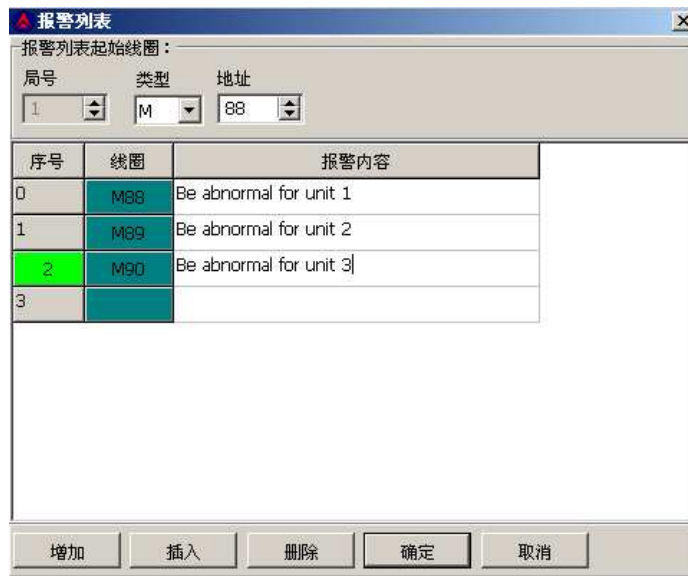 报警列表
报警列表起始线圈：
局号 类型 地址
1 M 88
序号 线圈 报警内容
0 M88 Be abnormal for unit 1
1 M89 Be abnormal for unit 2
2 M90 Be abnormal for unit 3
3
增加 插入 删除 确定 取消